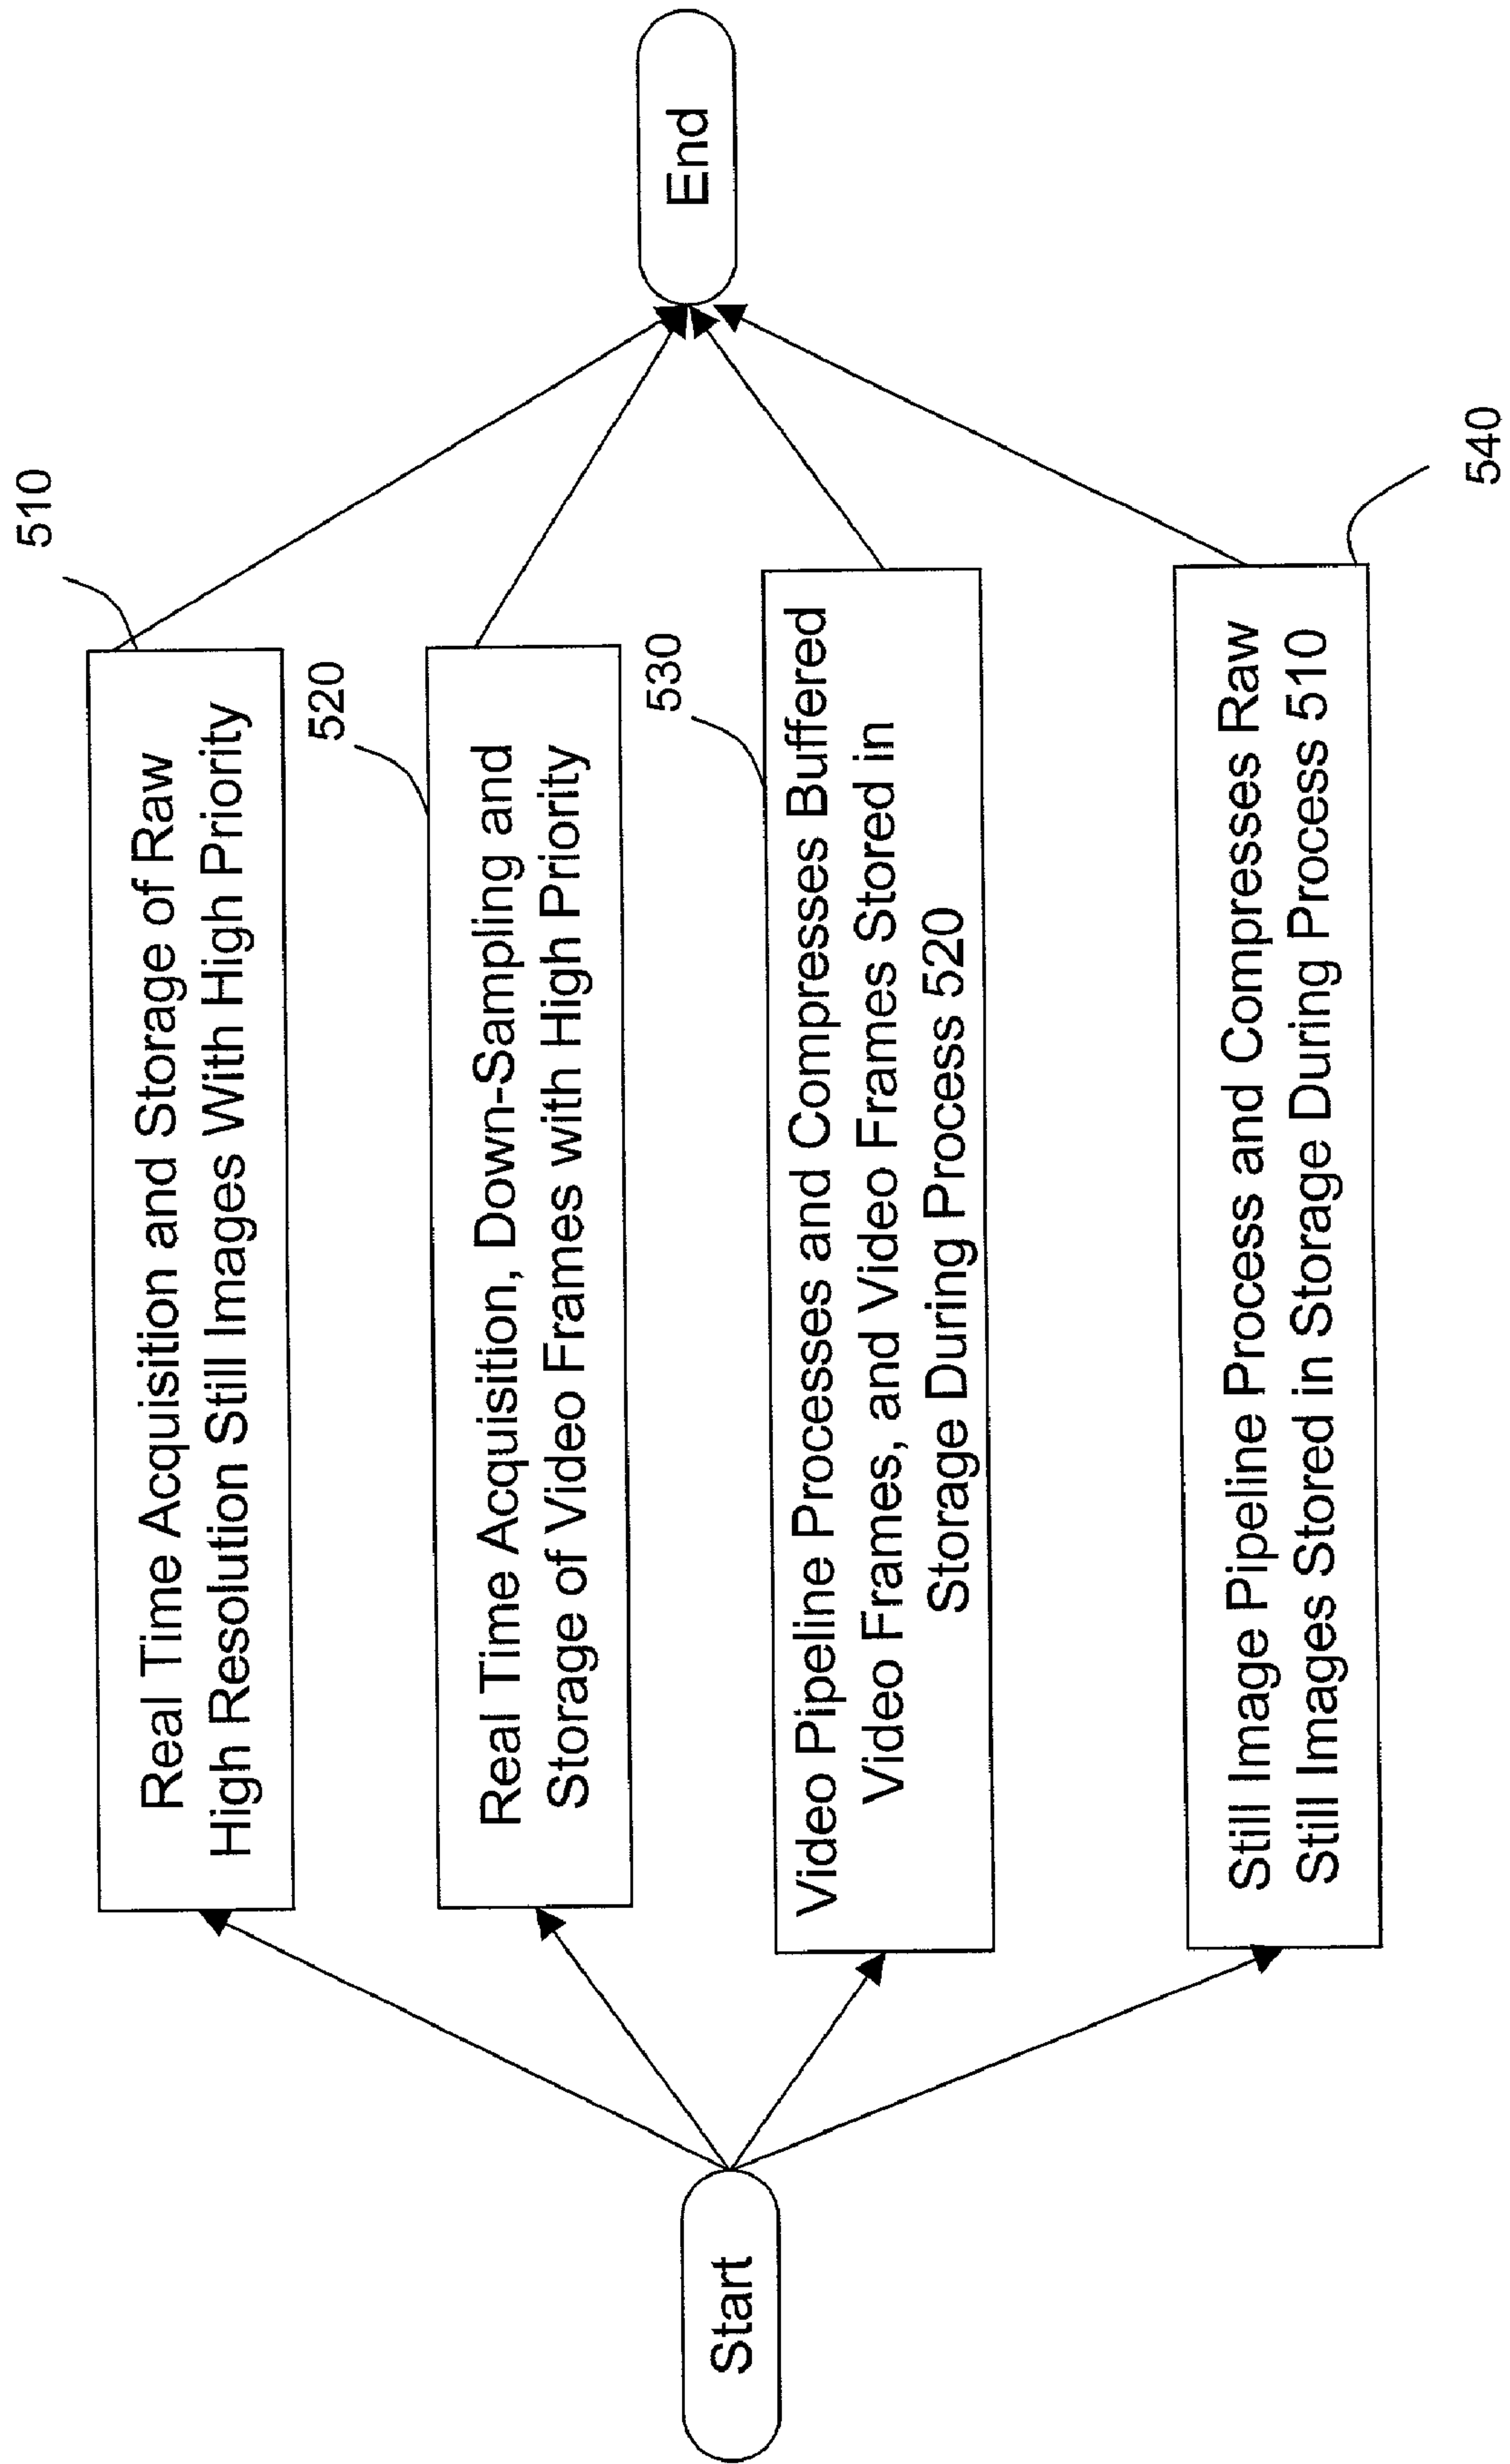 Start
510
Real Time Acquisition and Storage of Raw
High Resolution Still Images With High Priority
520
Real Time Acquisition, Down-Sampling and
Storage of Video Frames with High Priority
530
Video Pipeline Processes and Compresses Buffered
Video Frames, and Video Frames Stored in
Storage During Process 520
Still Image Pipeline Process and Compresses Raw
Still Images Stored in Storage During Process 510
540
End